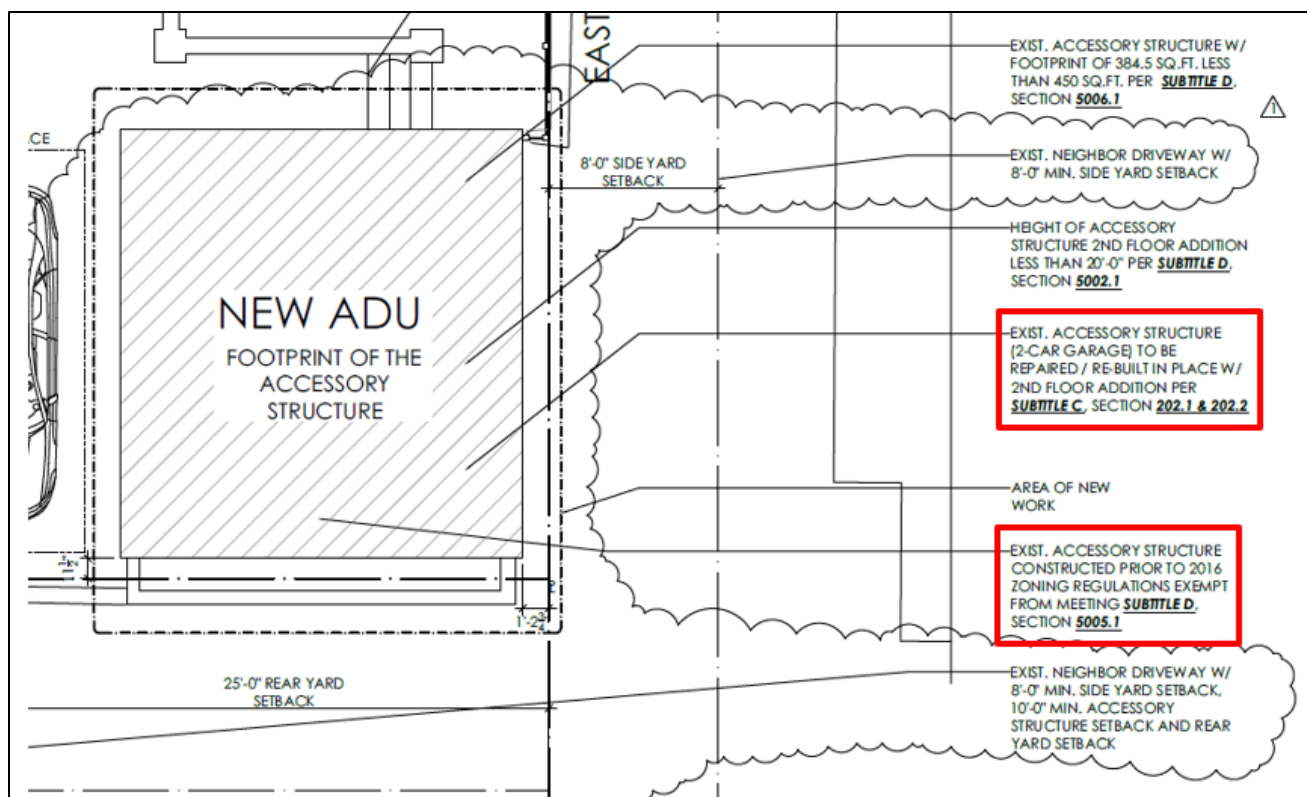 EAST
EXIST. ACCESSORY STRUCTURE W/
FOOTPRINT OF 384.5 SQ.FT. LESS
THAN 450 SQ.FT. PER SUBTITLE D,
SECTION 5006.1
1
CE
8'-0" SIDE YARD
SETBACK
EXIST. NEIGHBOR DRIVEWAY W/
8'-0" MIN. SIDE YARD SETBACK
HEIGHT OF ACCESSORY
STRUCTURE 2ND FLOOR ADDITION
LESS THAN 20'-0" PER SUBTITLE D,
SECTION 5002.1
NEW ADU
FOOTPRINT OF THE
ACCESSORY
STRUCTURE
EXIST. ACCESSORY STRUCTURE
(2-CAR GARAGE) TO BE
REPAIRED / RE-BUILT IN PLACE W/
2ND FLOOR ADDITION PER
SUBTITLE C, SECTION 202.1 & 202.2
AREA OF NEW
WORK
EXIST. ACCESSORY STRUCTURE
CONSTRUCTED PRIOR TO 2016
ZONING REGULATIONS EXEMPT
FROM MEETING SUBTITLE D,
SECTION 5005.1
25'-0" REAR YARD
SETBACK
EXIST. NEIGHBOR DRIVEWAY W/
8'-0" MIN. SIDE YARD SETBACK,
10'-0" MIN. ACCESSORY
STRUCTURE SETBACK AND REAR
YARD SETBACK